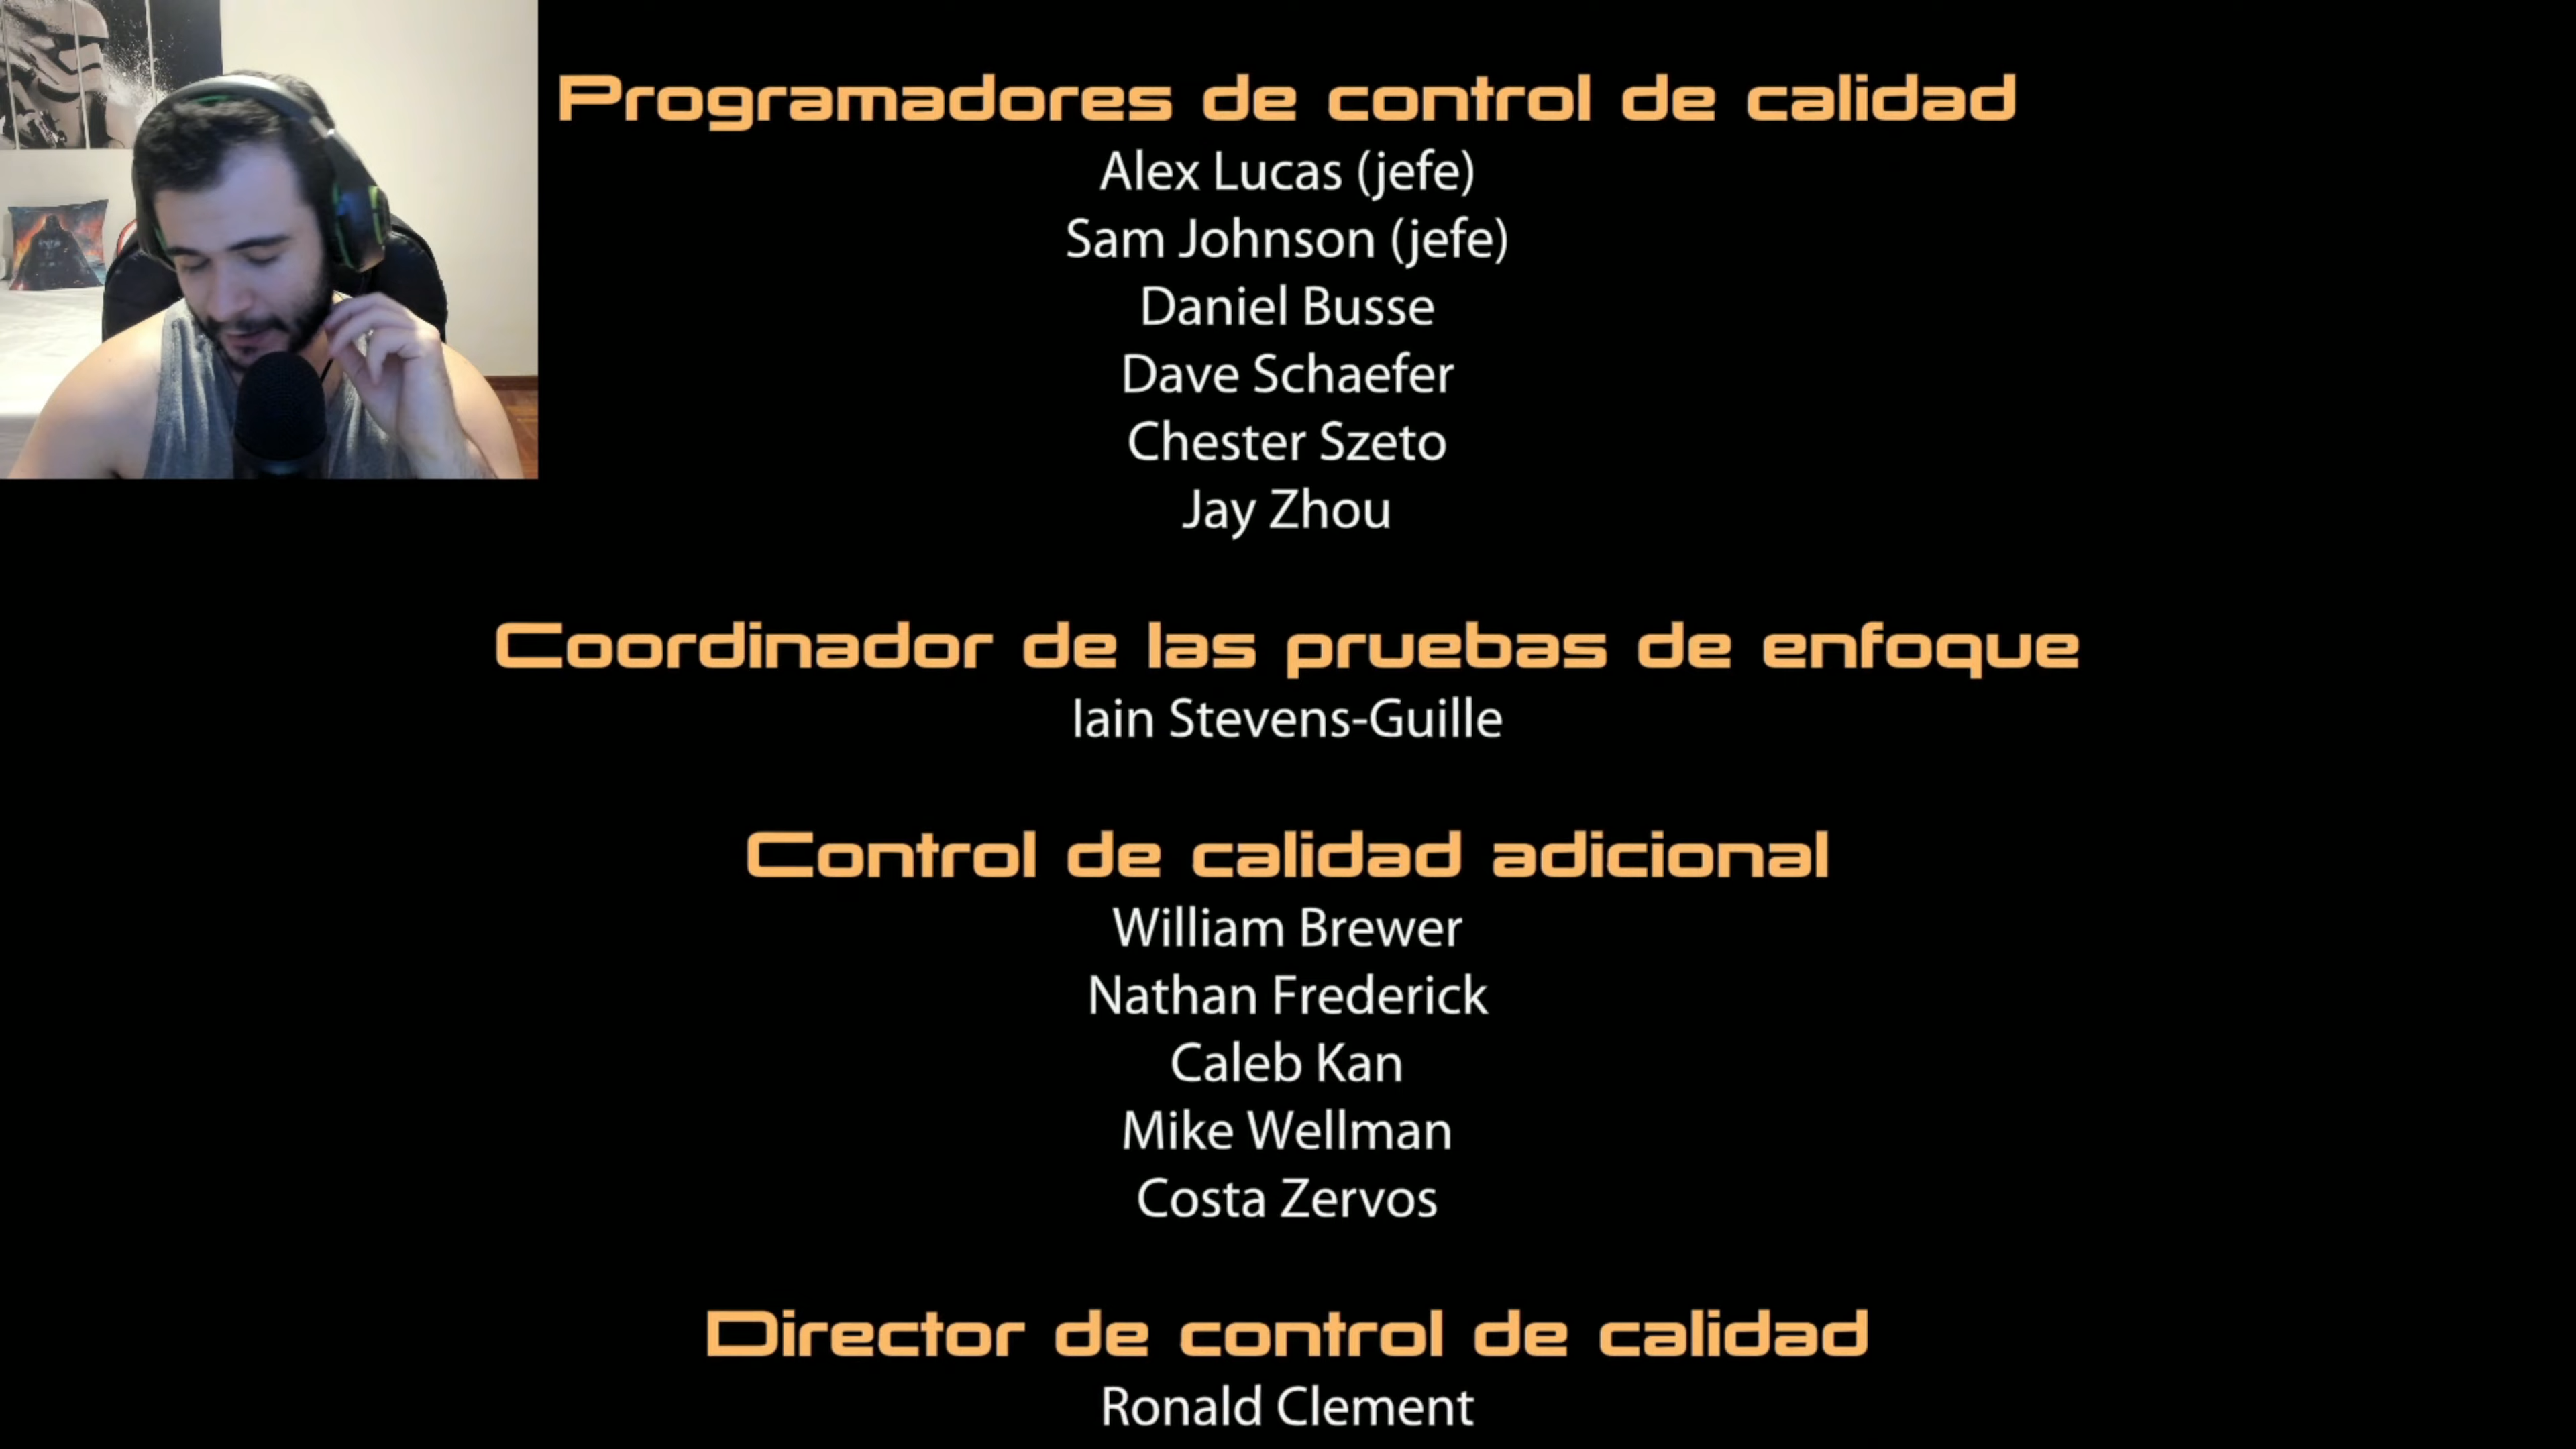 Programadores de control de calidad
Alex Lucas (jefe)
Sam Johnson (jefe)
Daniel Busse
Dave Schaefer
Chester Szeto
Jay Zhou
Coordinador de las pruebas de enfoque
Iain Stevens-Guille
Control de calidad adicional
William Brewer
Nathan Frederick
Caleb Kan
Mike Wellman
Costa Zervos
Director de control de calidad
Ronald Clement